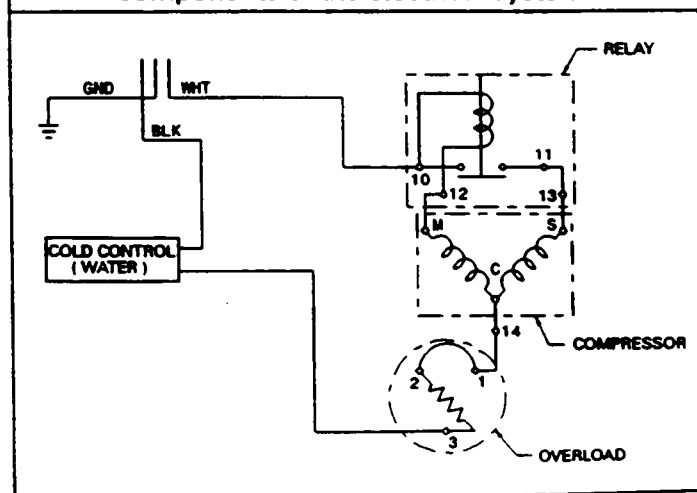 RELAY
GND WHT
BLK
11
10
12 13
M S
COLD CONTROL
( WATER )
C
14
COMPRESSOR
2 1
3
OVERLOAD